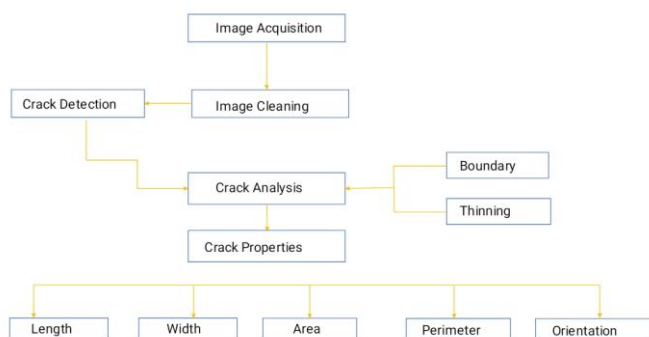 Image Acquisition
Crack Detection
Image Cleaning
Crack Analysis
Boundary
Thinning
Crack Properties
Length
Width
Area
Perimeter
Orientation